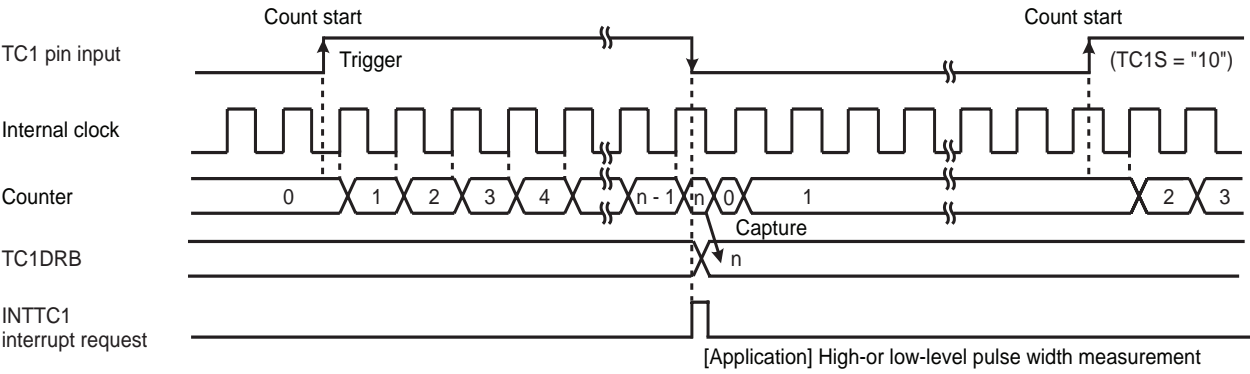 Count start Count start
TC1 pin input Trigger (TC1S = "10")
Internal clock
Counter 0 1 2 3 4 n - 1 n 0 1 2 3
Capture
TC1DRB n
INTTC1
interrupt request
[Application] High-or low-level pulse width measurement